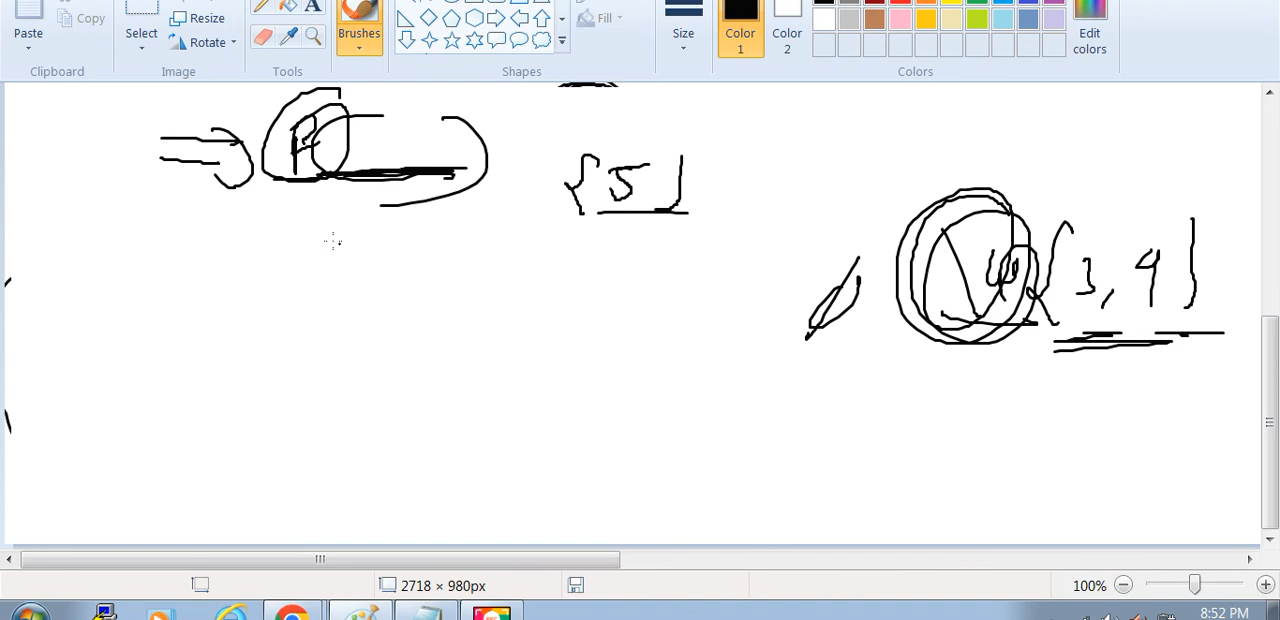 Paste
Copy
Clipboard
Select
Resize
Rotate
Image
A
Tools
Brushes
Shapes
Fill
Size
Color
1
Color
2
Edit
colors
Colors
P
{ 5 }
{ 3, 4 }
2718 × 980px
100%
8:52 PM